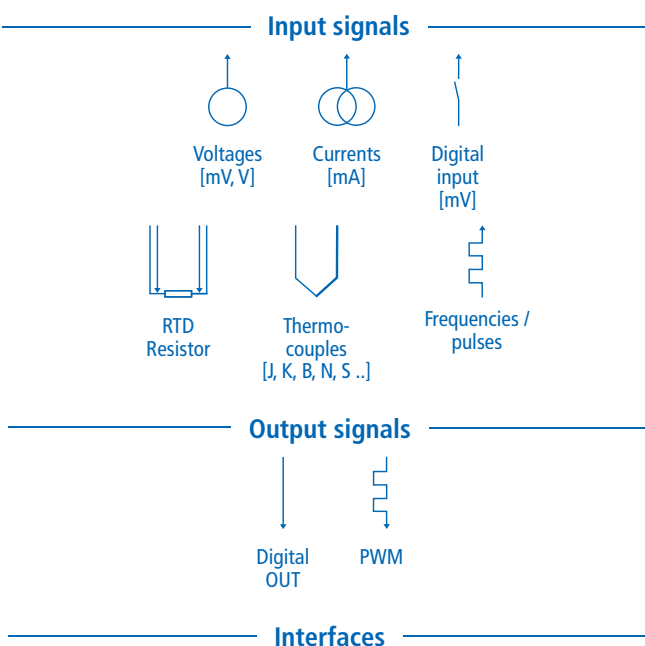 Input signals
Voltages
[mV, V]
Currents
[mA]
Digital
input
[mV]
RTD
Resistor
Thermo-
couples
[J, K, B, N, S ..]
Frequencies /
pulses
Output signals
Digital
OUT
PWM
Interfaces